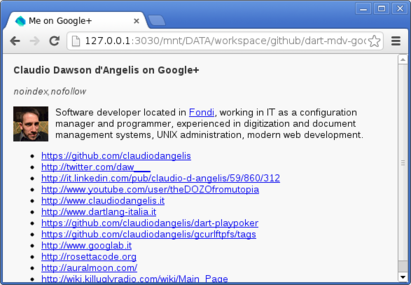 Me on Google+
127.0.0.1:3030/mnt/DATA/workspace/github/dart-mdv-goo
Claudio Dawson d'Angelis on Google+
noindex,nofollow
Software developer located in Fondi, working in IT as a configuration
manager and programmer, experienced in digitization and document
management systems, UNIX administration, modern web development.
https://github.com/claudiodangelis
http://twitter.com/daw____
http://it.linkedin.com/pub/claudio-d-angelis/59/860/312
http://www.youtube.com/user/theDOZOfromutopia
http://www.claudiodangelis.it
http://www.dartlang-italia.it
https://github.com/claudiodangelis/dart-playpoker
https://github.com/claudiodangelis/gcurlftpfs/tags
http://www.googlab.it
http://rosettacode.org
http://auralmoon.com/
http://wiki.killuglyradio.com/wiki/Main_Page